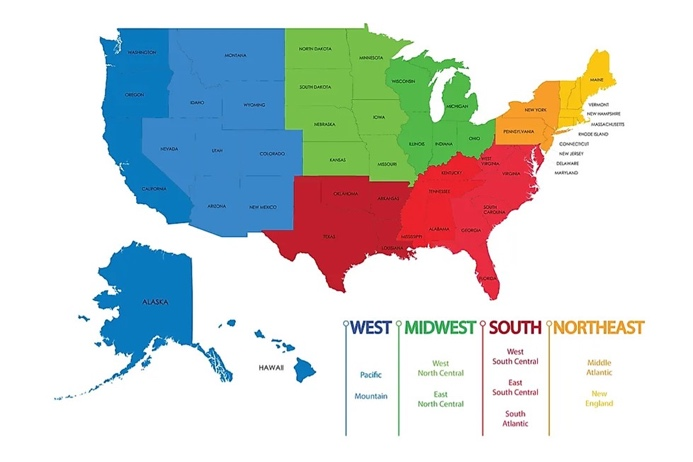 WASHINGTON
MONTANA
NORTH DAKOTA
MINNESOTA
OREGON
IDAHO
WYOMING
SOUTH DAKOTA
WISCONSIN
MICHIGAN
MAINE
NEVADA
UTAH
COLORADO
NEBRASKA
IOWA
NEW YORK
VERMONT
NEW HAMPSHIRE
MASSACHUSETTS
RHODE ISLAND
CONNECTICUT
NEW JERSEY
DELAWARE
MARYLAND
PENNSYLVANIA
ILLINOIS
INDIANA
OHIO
CALIFORNIA
KANSAS
MISSOURI
WEST
VIRGINIA
VIRGINIA
KENTUCKY
ARIZONA
NEW MEXICO
OKLAHOMA
ARKANSAS
TENNESSEE
SOUTH
CAROLINA
TEXAS
LOUISIANA
MISSISSIPPI
ALABAMA
GEORGIA
FLORIDA
ALASKA
HAWAII
WEST
Pacific
Mountain
MIDWEST
West
North Central
East
North Central
SOUTH
West
South Central
East
South Central
South
Atlantic
NORTHEAST
Middle
Atlantic
New
England